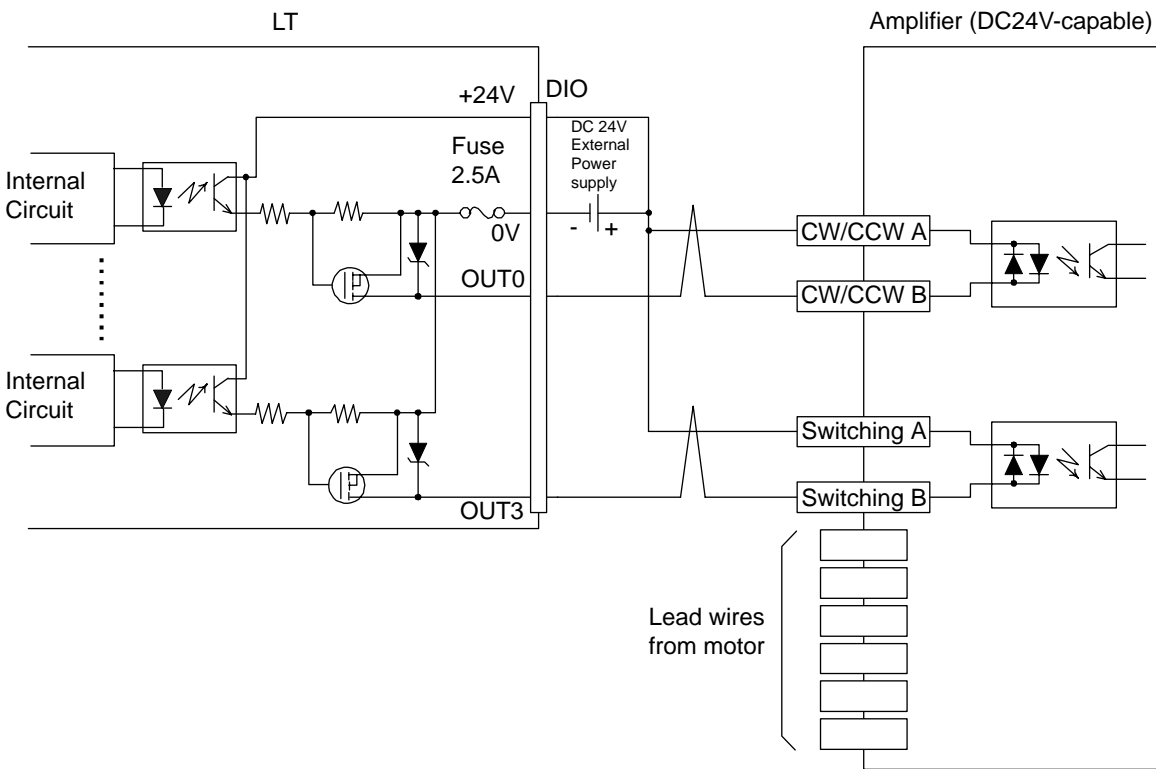 LT
Amplifier (DC24V-capable)
+24V
DIO
DC 24V
External
Power
supply
Fuse
2.5A
Internal
Circuit
0V
- +
CW/CCW A
OUT0
CW/CCW B
Internal
Circuit
Switching A
Switching B
OUT3
Lead wires
from motor